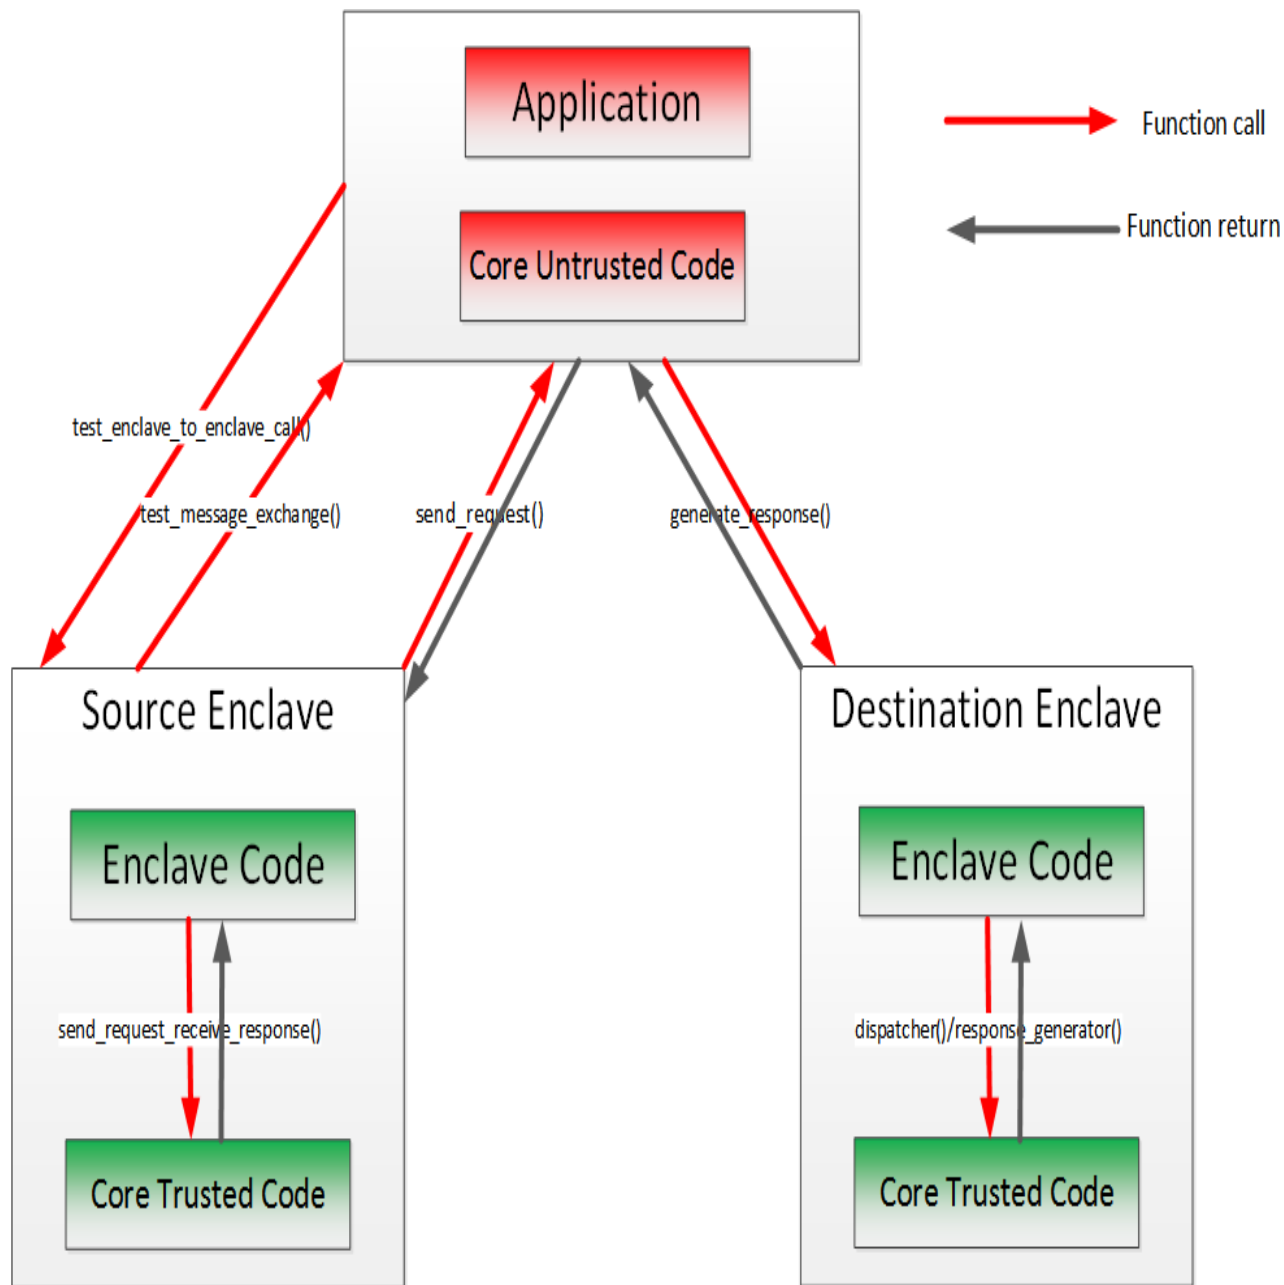 Application
Function call
Function return
Core Untrusted Code
test_enclave_to_enclave_call()
test_message_exchange()
send_request()
generate_response()
Source Enclave
Destination Enclave
Enclave Code
Enclave Code
send_request_receive_response()
dispatcher()/response_generator()
Core Trusted Code
Core Trusted Code